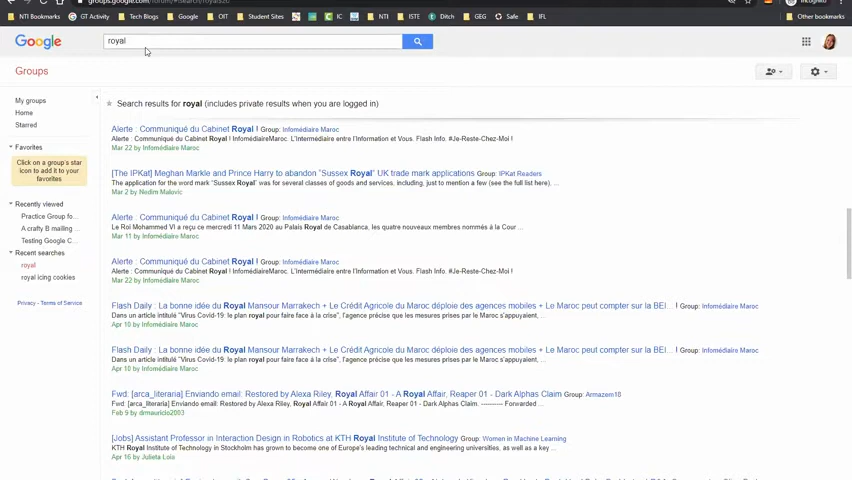 groups.google.com/forum/#!search/royal
Incognito
NTI Bookmarks GT Activity Tech Blogs Google OIT Student Sites IC NTI ISTE Ditch GEG Safe IFL Other bookmarks
Google royal
Groups
My groups
Home
Starred
Favorites
Click on a group's star
icon to add it to your
favorites
Recently viewed
Practice Group fo...
A crafty B mailing ...
Testing Google C...
Recent searches
royal
royal icing cookies
Privacy - Terms of Service
Search results for royal (includes private results when you are logged in)
Alerte : Communiqué du Cabinet Royal ! Group: Infomédiaire Maroc
Alerte : Communiqué du Cabinet Royal ! InfomédiaireMaroc. L'Intermédiaire entre l'Information et Vous. Flash Info. #Je-Reste-Chez-Moi !
Mar 22 by Infomédiaire Maroc
[The IPKat] Meghan Markle and Prince Harry to abandon "Sussex Royal" UK trade mark applications Group: IPKat Readers
The application for the word mark "Sussex Royal" was for several classes of goods and services, including, just to mention a few (see the full list here), ...
Mar 2 by Nedim Malovic
Alerte : Communiqué du Cabinet Royal ! Group: Infomédiaire Maroc
Le Roi Mohammed VI a reçu ce mercredi 11 Mars 2020 au Palais Royal de Casablanca, les quatre nouveaux membres nommés à la Cour ...
Mar 11 by Infomédiaire Maroc
Alerte : Communiqué du Cabinet Royal ! Group: Infomédiaire Maroc
Alerte : Communiqué du Cabinet Royal ! InfomédiaireMaroc. L'Intermédiaire entre l'Information et Vous. Flash Info. #Je-Reste-Chez-Moi !
Mar 22 by Infomédiaire Maroc
Flash Daily : La bonne idée du Royal Mansour Marrakech + Le Crédit Agricole du Maroc déploie des agences mobiles + Le Maroc peut compter sur la BEI... ! Group: Infomédiaire Maroc
Dans un article intitulé "Virus Covid-19: le plan royal pour faire face à la crise", l'agence précise que les mesures prises par le Maroc s'appuyaient, ...
Apr 10 by Infomédiaire Maroc
Flash Daily : La bonne idée du Royal Mansour Marrakech + Le Crédit Agricole du Maroc déploie des agences mobiles + Le Maroc peut compter sur la BEI... ! Group: Infomédiaire Maroc
Dans un article intitulé "Virus Covid-19: le plan royal pour faire face à la crise", l'agence précise que les mesures prises par le Maroc s'appuyaient, ...
Apr 10 by Infomédiaire Maroc
Fwd: [arca_literaria] Enviando email: Restored by Alexa Riley, Royal Affair 01 - A Royal Affair, Reaper 01 - Dark Alphas Claim Group: Armazem18
Fwd: [arca_literaria] Enviando email: Restored by Alexa Riley, Royal Affair 01 - A Royal Affair, Reaper 01 - Dark Alphas Claim. ---------- Forwarded ...
Feb 9 by drmauricio2003
[Jobs] Assistant Professor in Interaction Design in Robotics at KTH Royal Institute of Technology Group: Women in Machine Learning
KTH Royal Institute of Technology in Stockholm has grown to become one of Europe's leading technical and engineering universities, as well as a key ...
Apr 16 by Julieta Lois